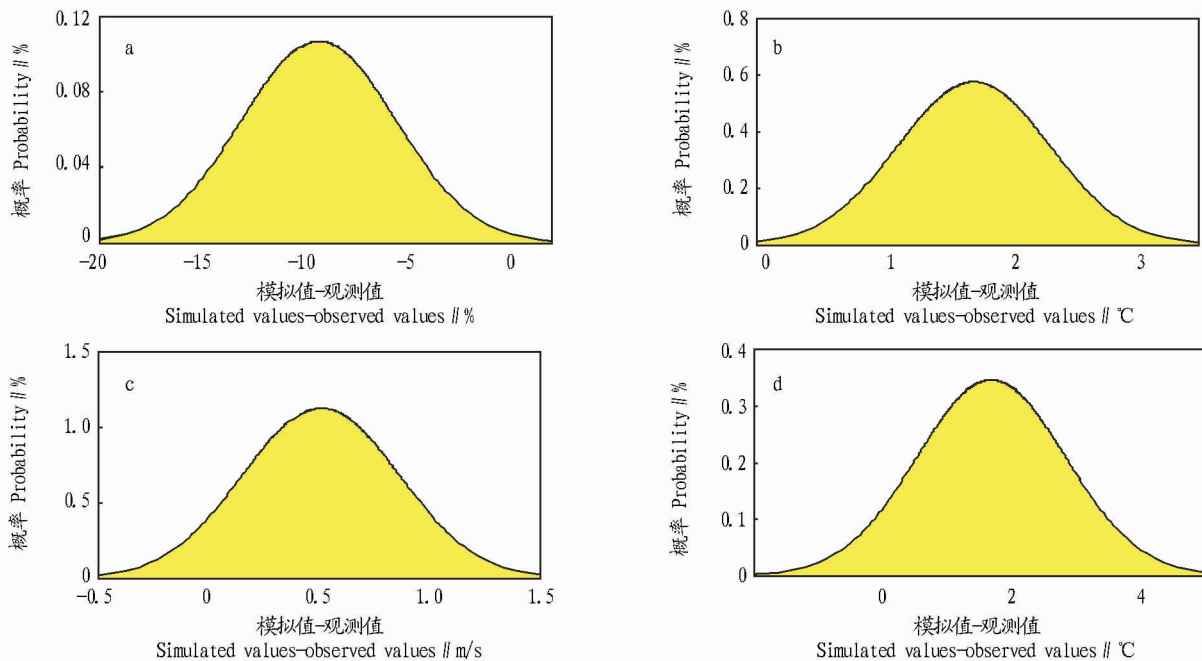 0.12
a
0.08
0.04
0
概率 Probability∥%
-20 -15 -10 -5 0
模拟值-观测值
Simulated values-observed values∥%
0.8
b
0.6
0.4
0.2
0
概率 Probability∥%
0 1 2 3
模拟值-观测值
Simulated values-observed values∥℃
1.5
c
1.0
0.5
0
概率 Probability∥%
-0.5 0 0.5 1.0 1.5
模拟值-观测值
Simulated values-observed values∥m/s
0.4
d
0.3
0.2
0.1
0
概率 Probability∥%
0 2 4
模拟值-观测值
Simulated values-observed values∥℃